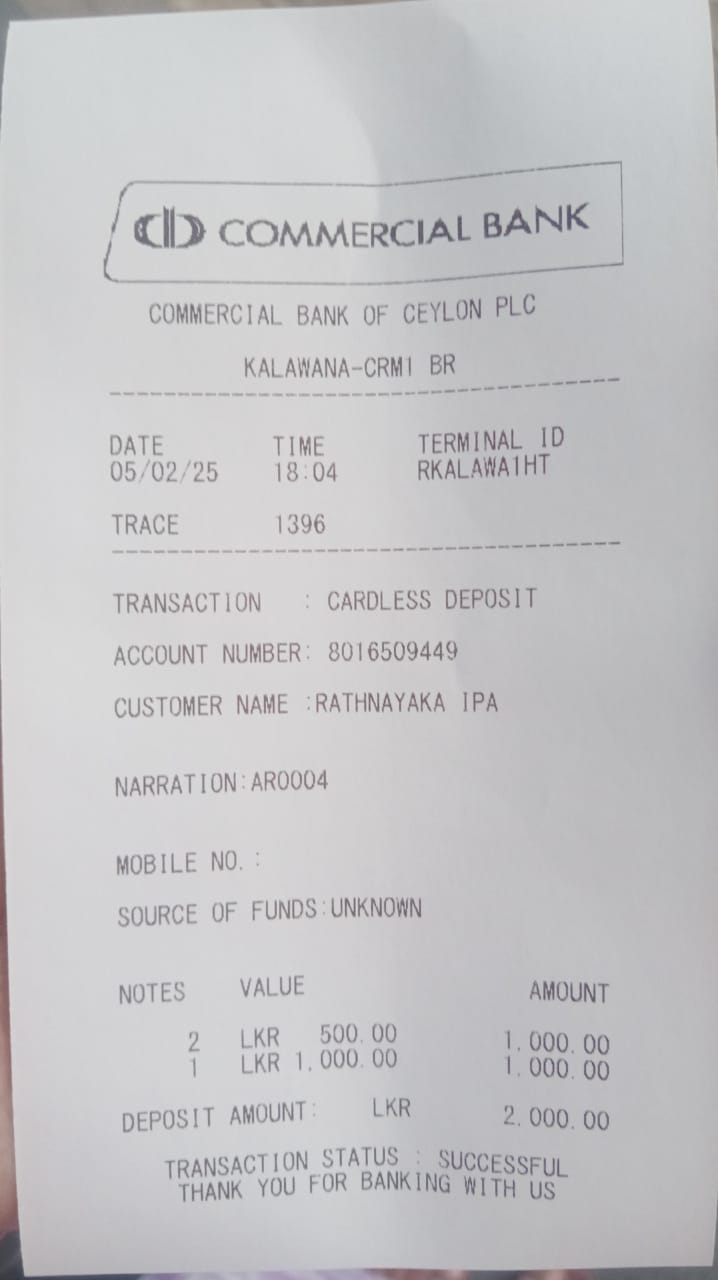 COMMERCIAL BANK
COMMERCIAL BANK OF CEYLON PLC
KALAWANA-CRM1 BR
DATE TIME TERMINAL ID
05/02/25 18:04 RKALAWA1HT
TRACE 1396
TRANSACTION : CARDLESS DEPOSIT
ACCOUNT NUMBER: 8016509449
CUSTOMER NAME :RATHNAYAKA IPA
NARRATION:AR0004
MOBILE NO. :
SOURCE OF FUNDS:UNKNOWN
NOTES VALUE AMOUNT
2 LKR 500.00 1,000.00
1 LKR 1,000.00 1,000.00
DEPOSIT AMOUNT: LKR 2,000.00
TRANSACTION STATUS : SUCCESSFUL
THANK YOU FOR BANKING WITH US